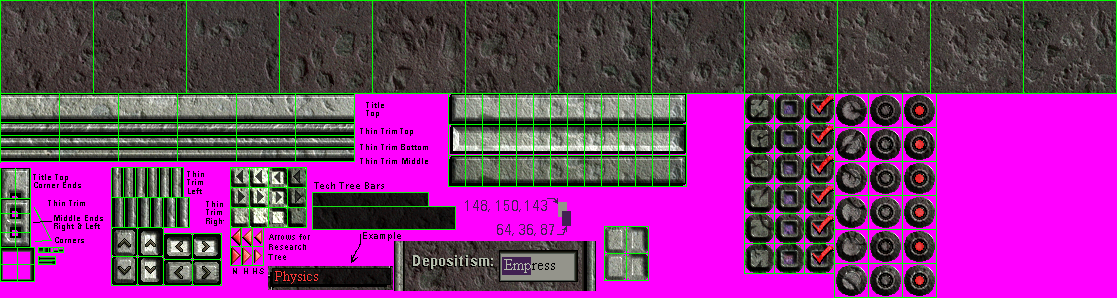 Title
Top
Thin Trim Top
Thin Trim Bottom
Thin Trim Middle
Title Top
Corner Ends
Thin Trim
Middle Ends
Right & Left
Corners
Thin
Trim
Left
Thin
Trim
Righ
Tech Tree Bars
148, 150, 143
64, 36, 87
Arrows for
Research
Tree
N H HS
Example
Physics
Depositism: Empress